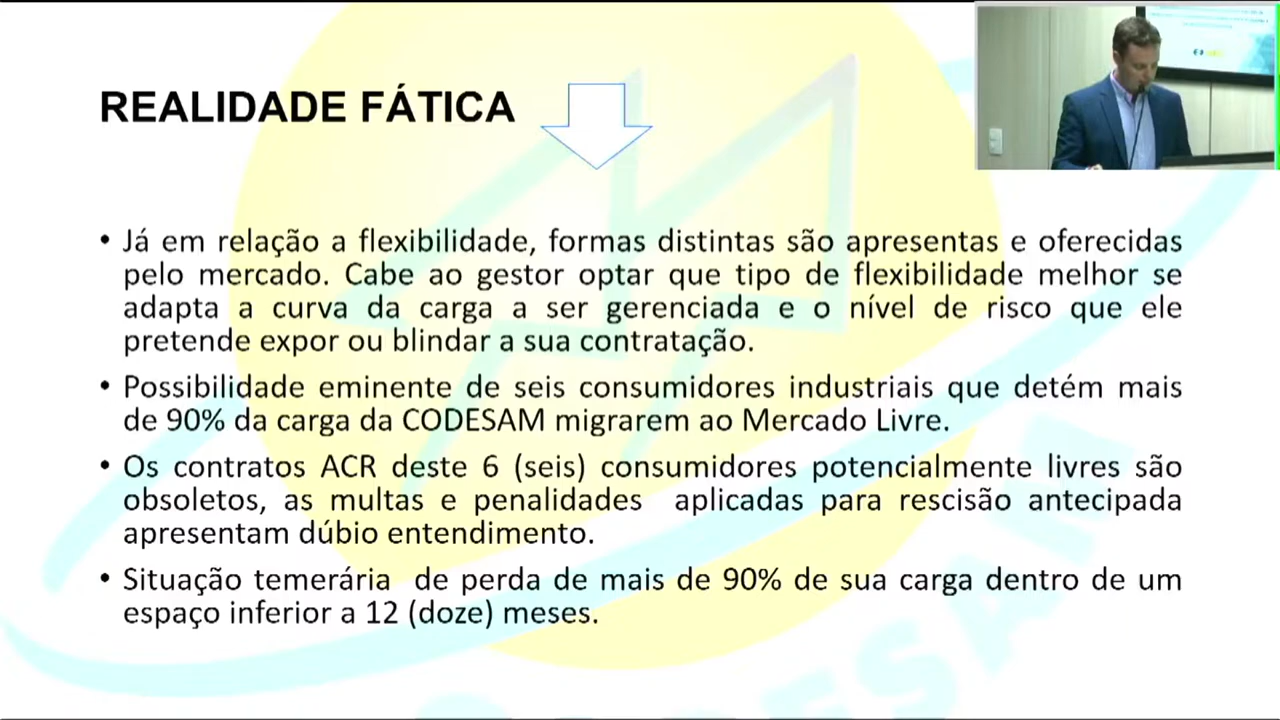 REALIDADE FÁTICA
• Já em relação a flexibilidade, formas distintas são apresentas e oferecidas
pelo mercado. Cabe ao gestor optar que tipo de flexibilidade melhor se
adapta a curva da carga a ser gerenciada e o nível de risco que ele
pretende expor ou blindar a sua contratação.
• Possibilidade eminente de seis consumidores industriais que detém mais
de 90% da carga da CODESAM migrarem ao Mercado Livre.
• Os contratos ACR deste 6 (seis) consumidores potencialmente livres são
obsoletos, as multas e penalidades aplicadas para rescisão antecipada
apresentam dúbio entendimento.
• Situação temerária de perda de mais de 90% de sua carga dentro de um
espaço inferior a 12 (doze) meses.